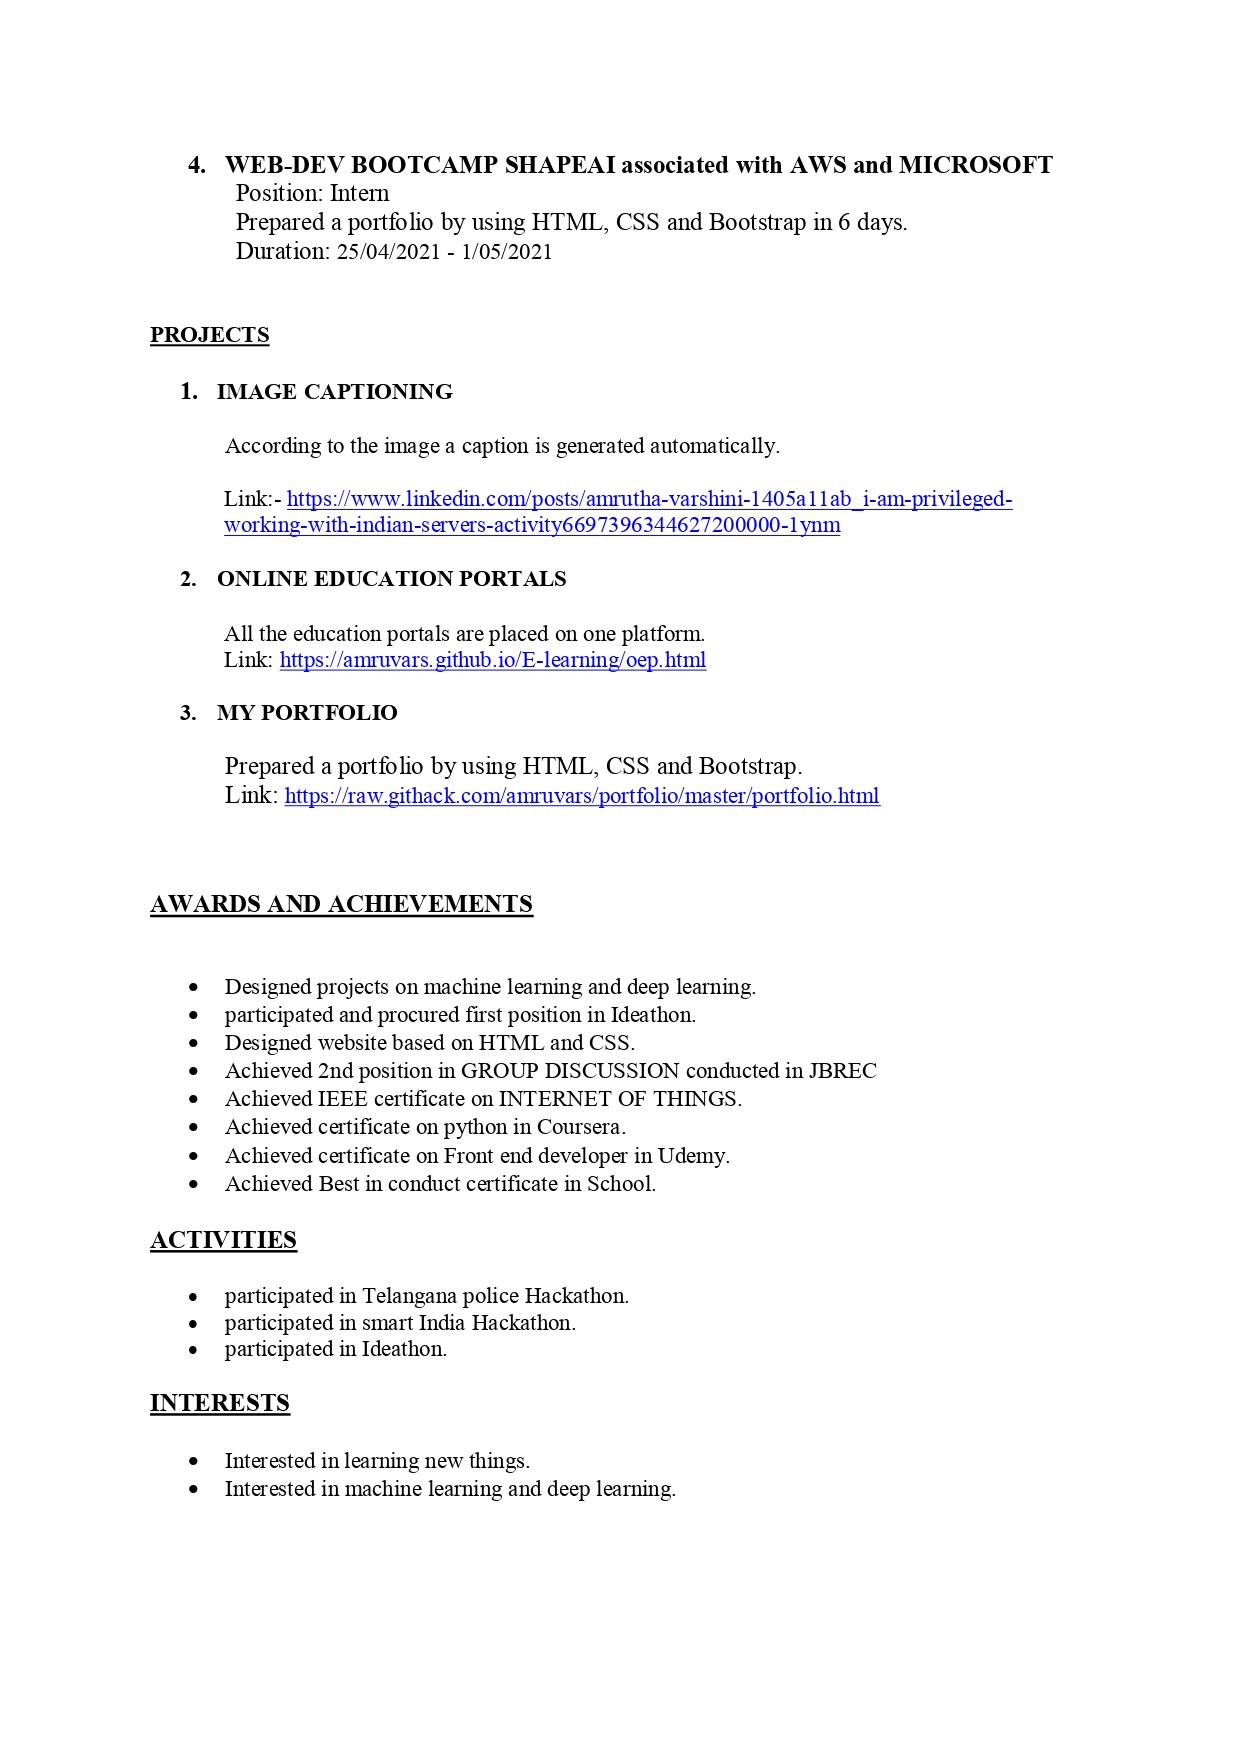 4. WEB-DEV BOOTCAMP SHAPEAI associated with AWS and MICROSOFT
Position: Intern
Prepared a portfolio by using HTML, CSS and Bootstrap in 6 days.
Duration: 25/04/2021 - 1/05/2021
PROJECTS
1. IMAGE CAPTIONING
According to the image a caption is generated automatically.
Link:- https://www.linkedin.com/posts/amrutha-varshini-1405a11ab_i-am-privileged-
working-with-indian-servers-activity6697396344627200000-1ynm
2. ONLINE EDUCATION PORTALS
All the education portals are placed on one platform.
Link: https://amruvars.github.io/E-learning/oep.html
3. MY PORTFOLIO
Prepared a portfolio by using HTML, CSS and Bootstrap.
Link: https://raw.githack.com/amruvars/portfolio/master/portfolio.html
AWARDS AND ACHIEVEMENTS
• Designed projects on machine learning and deep learning.
• participated and procured first position in Ideathon.
• Designed website based on HTML and CSS.
• Achieved 2nd position in GROUP DISCUSSION conducted in JBREC
• Achieved IEEE certificate on INTERNET OF THINGS.
• Achieved certificate on python in Coursera.
• Achieved certificate on Front end developer in Udemy.
• Achieved Best in conduct certificate in School.
ACTIVITIES
• participated in Telangana police Hackathon.
• participated in smart India Hackathon.
• participated in Ideathon.
INTERESTS
• Interested in learning new things.
• Interested in machine learning and deep learning.